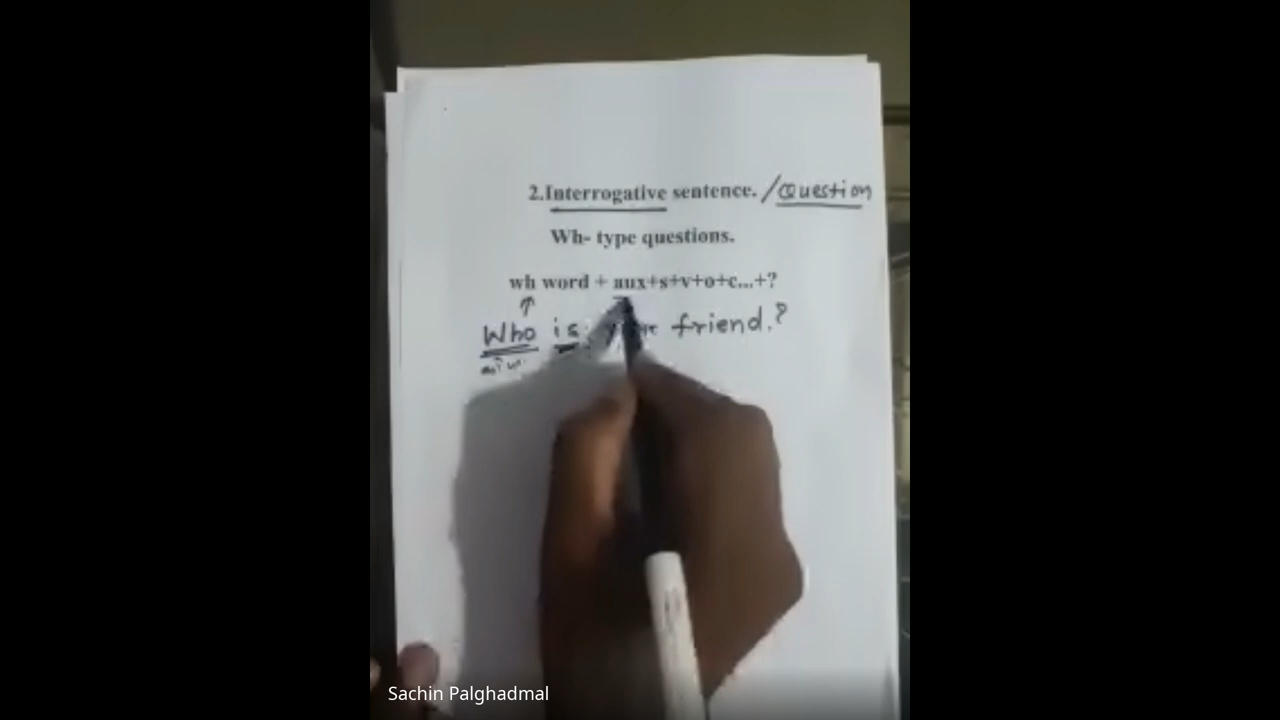 2.Interrogative sentence. /Question
Wh- type questions.
wh word + aux+s+v+o+c...+?
Who is friend.?
Sachin Palghadmal